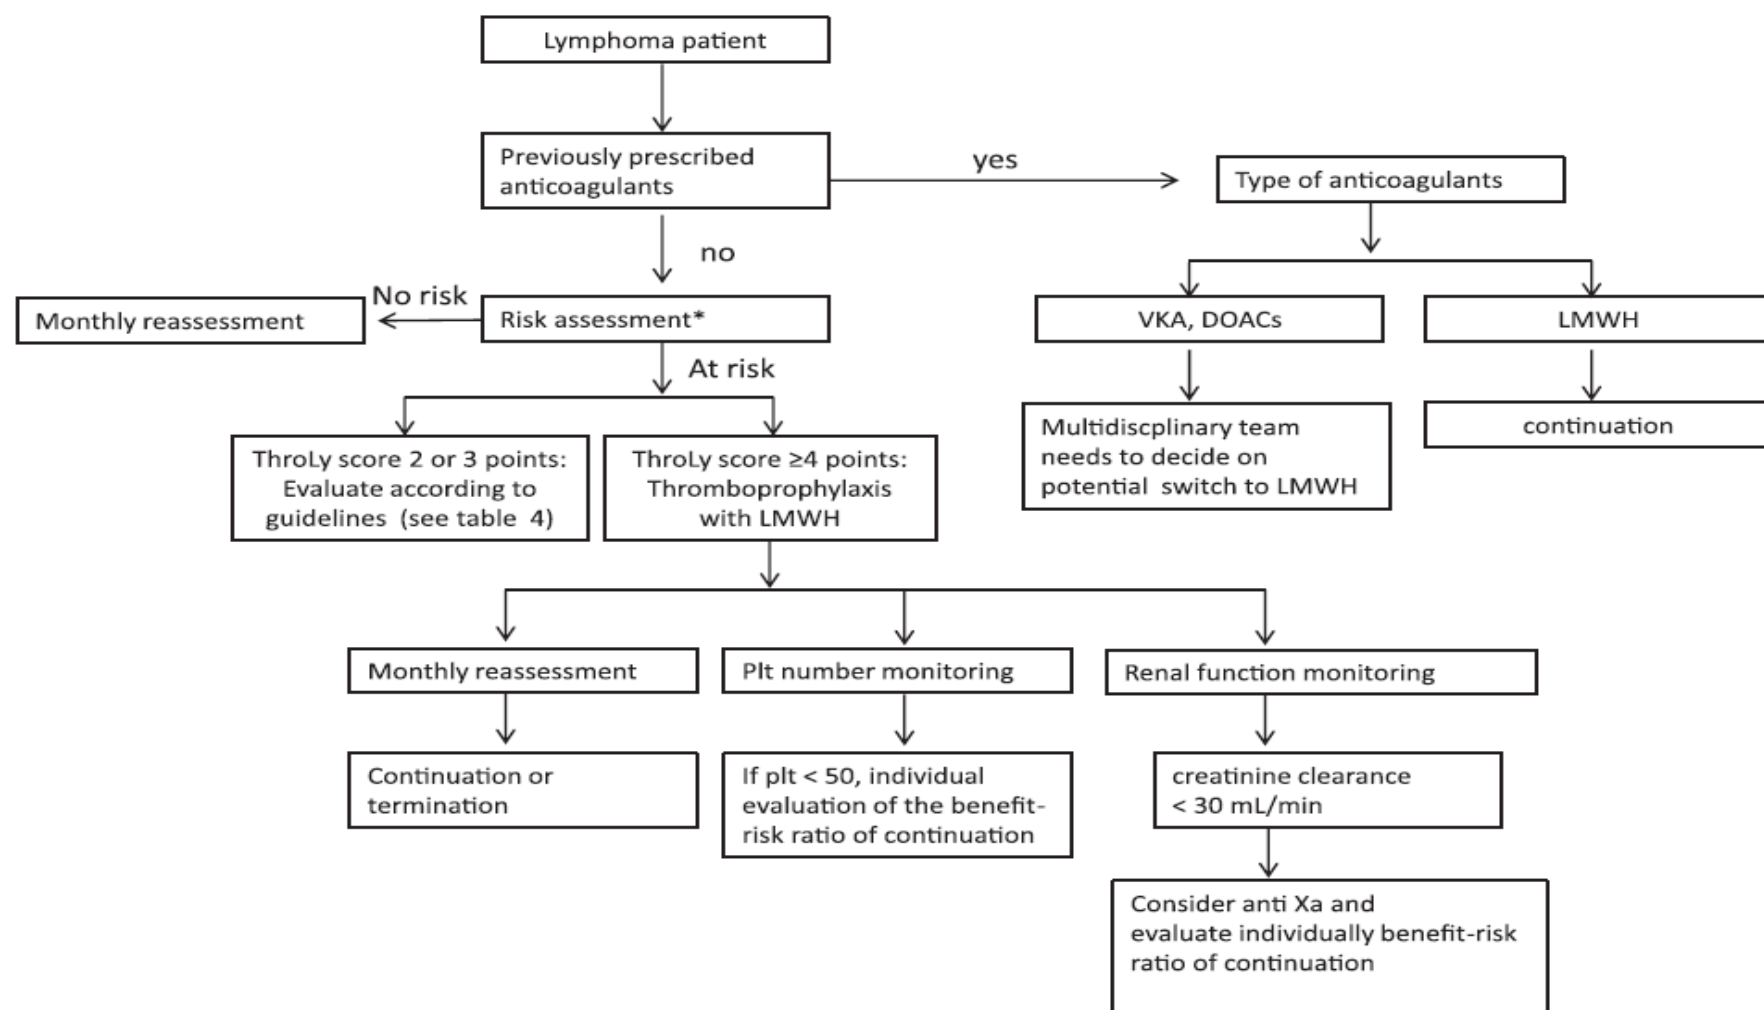 Lymphoma patient
Previously prescribed
anticoagulants
yes
Type of anticoagulants
no
No risk
Monthly reassessment
Risk assessment*
VKA, DOACs
LMWH
At risk
Multidiscplinary team
needs to decide on
potential switch to LMWH
continuation
ThroLy score 2 or 3 points:
Evaluate according to
guidelines (see table 4)
ThroLy score ≥4 points:
Thromboprophylaxis
with LMWH
Monthly reassessment
Plt number monitoring
Renal function monitoring
Continuation or
termination
If plt < 50, individual
evaluation of the benefit-
risk ratio of continuation
creatinine clearance
< 30 mL/min
Consider anti Xa and
evaluate individually benefit-risk
ratio of continuation